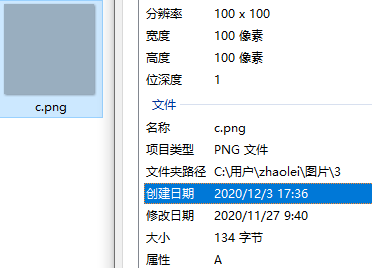 c.png
分辨率 100 x 100
宽度 100 像素
高度 100 像素
位深度 1
文件
名称 c.png
项目类型 PNG 文件
文件夹路径 C:\用户\zhaolei\图片\3
创建日期 2020/12/3 17:36
修改日期 2020/11/27 9:40
大小 134 字节
属性 A